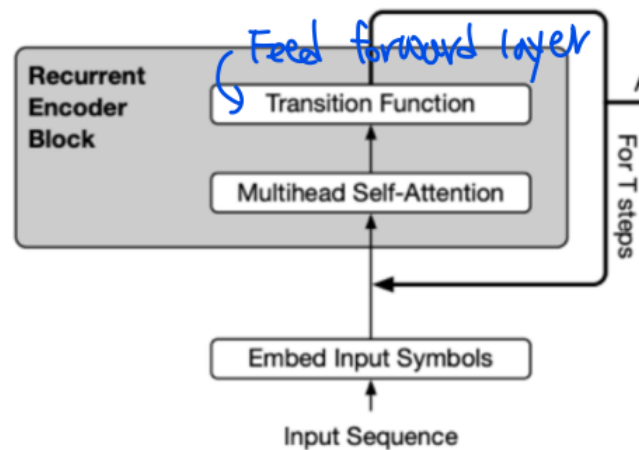 Feed forward layer
Recurrent
Encoder
Block
Transition Function
Multihead Self-Attention
For T steps
Embed Input Symbols
Input Sequence